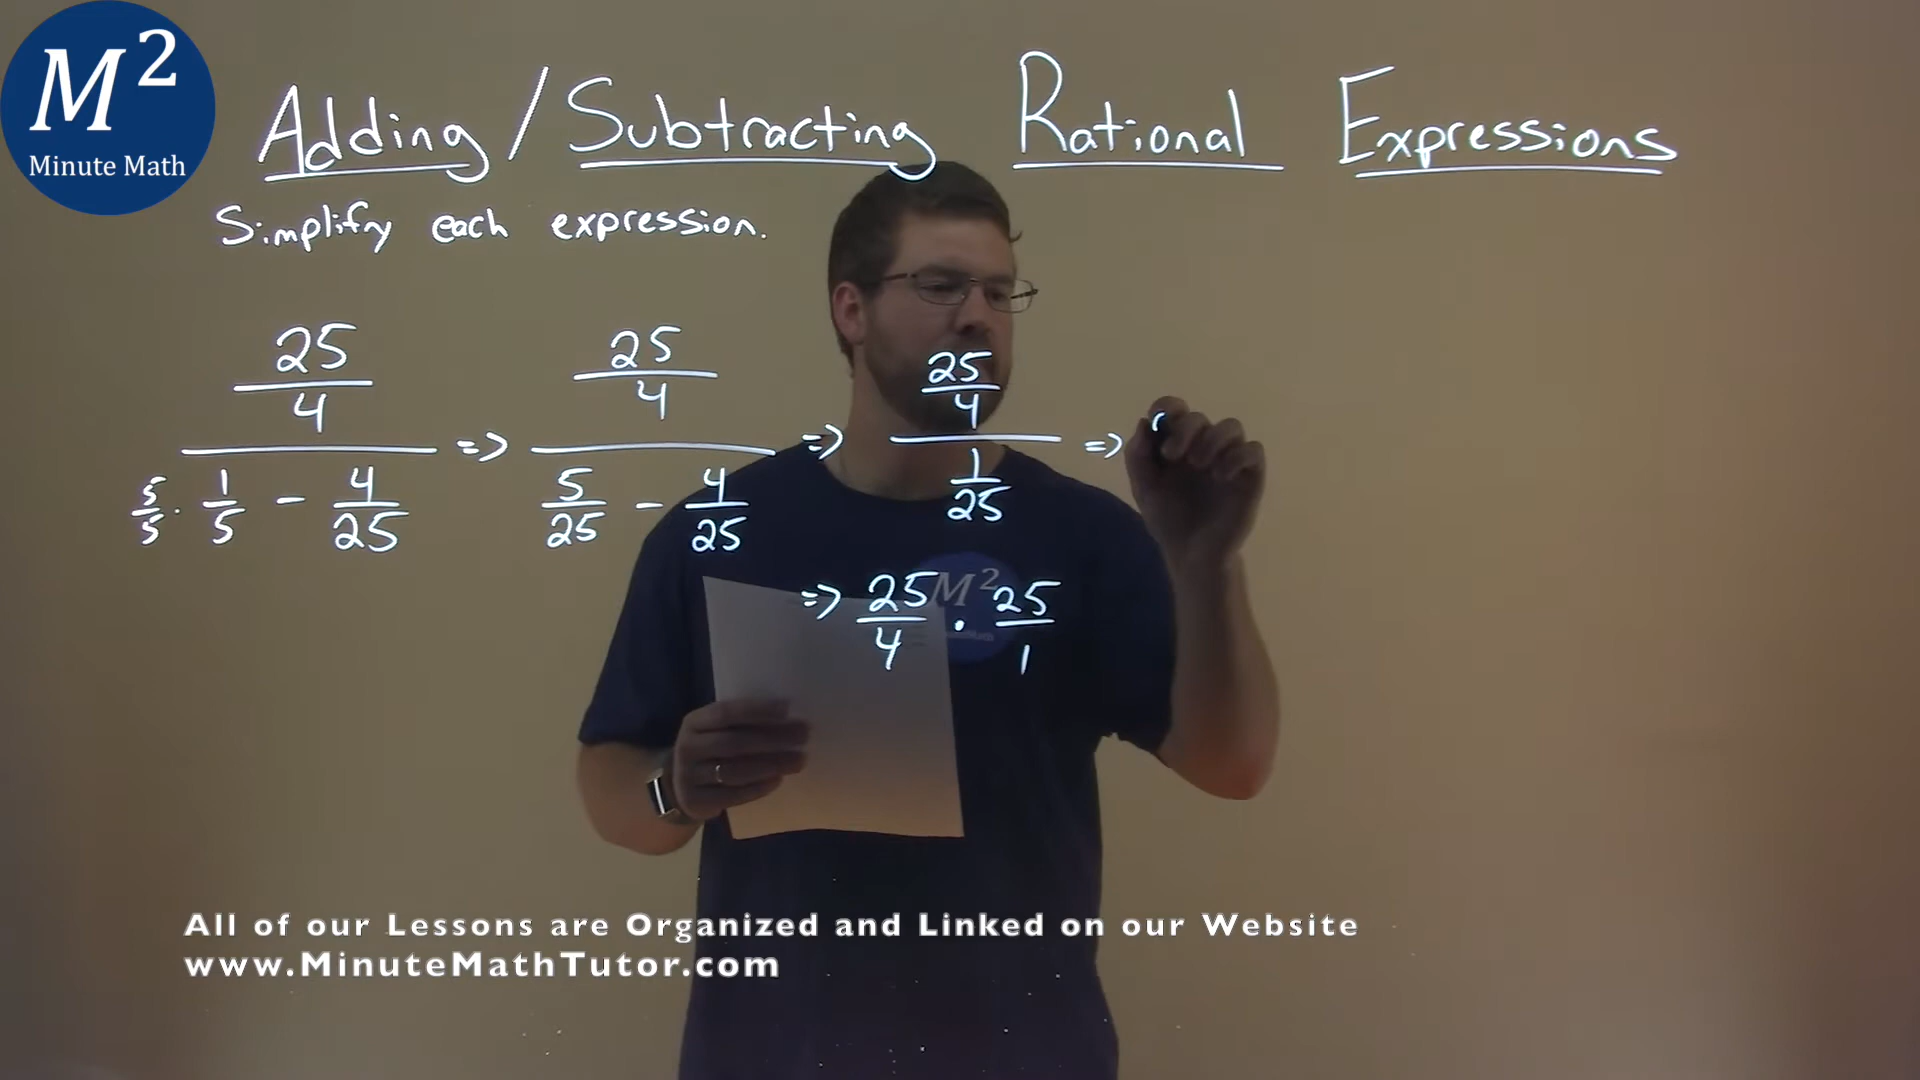 M²
Minute Math
Adding / Subtracting Rational Expressions
Simplify each expression.
25/4 / (5/5 · 1/5 - 4/25) => 25/4 / (5/25 - 4/25) => 25/4 / 1/25 =>
=> 25/4 · 25/1
M²
All of our Lessons are Organized and Linked on our Website
www.MinuteMathTutor.com